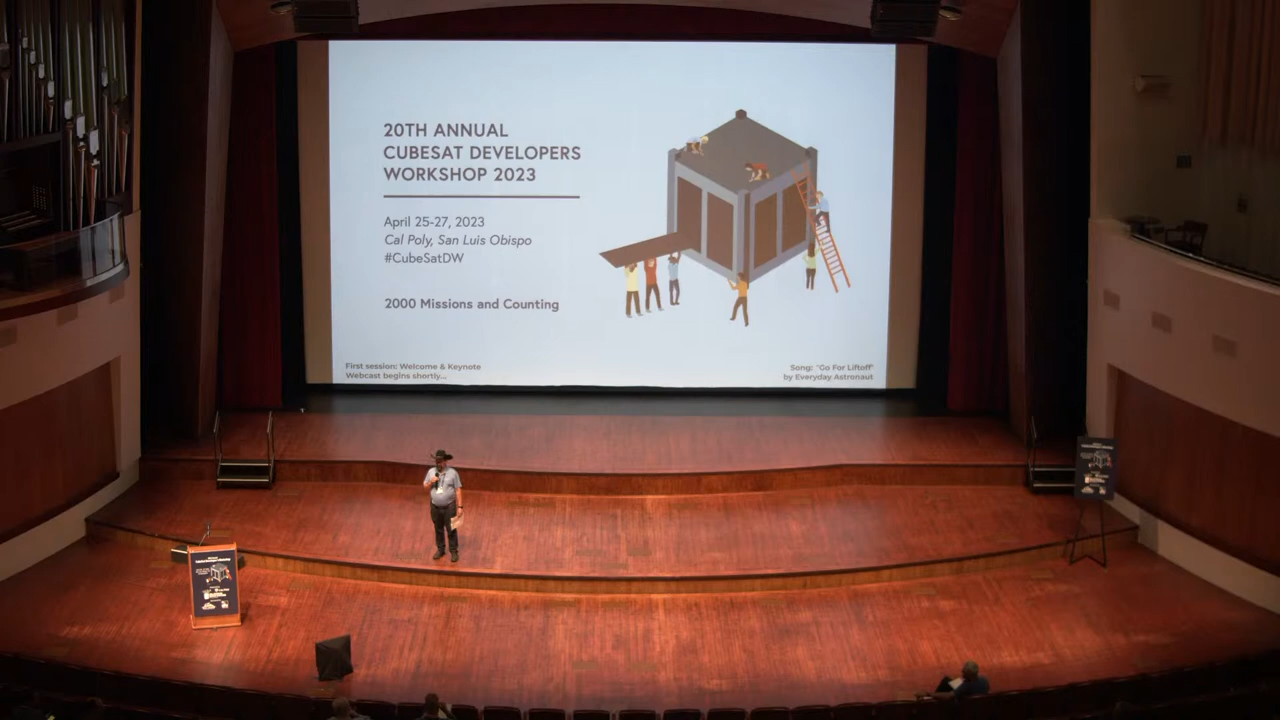 20TH ANNUAL
CUBESAT DEVELOPERS
WORKSHOP 2023
April 25-27, 2023
Cal Poly, San Luis Obispo
#CubeSatDW
2000 Missions and Counting
First session: Welcome & Keynote
Webcast begins shortly...
Song: "Go For Liftoff"
by Everyday Astronaut